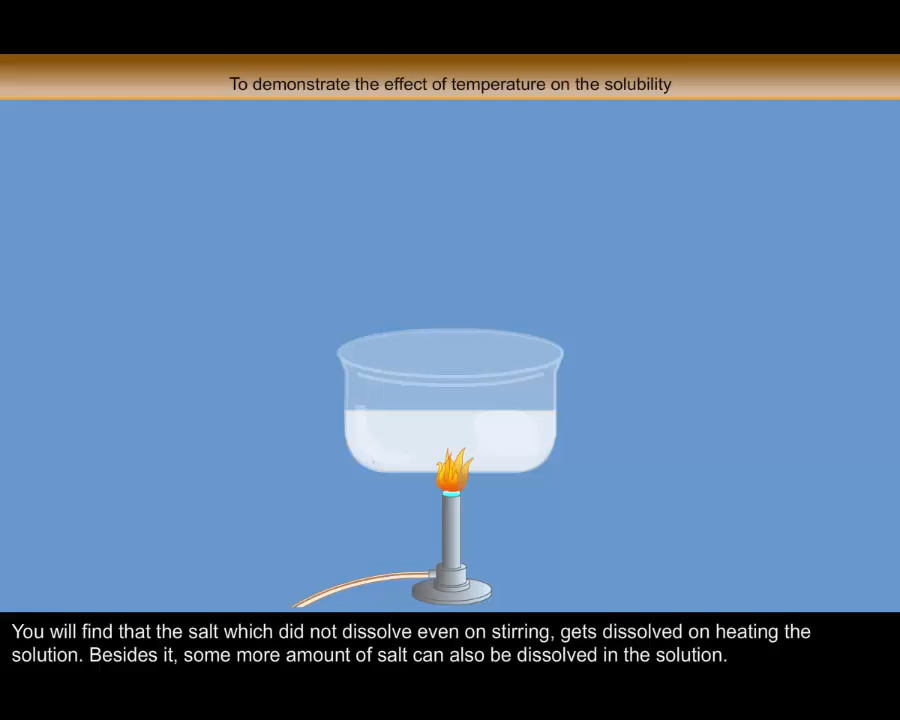 To demonstrate the effect of temperature on the solubility
You will find that the salt which did not dissolve even on stirring, gets dissolved on heating the
solution. Besides it, some more amount of salt can also be dissolved in the solution.